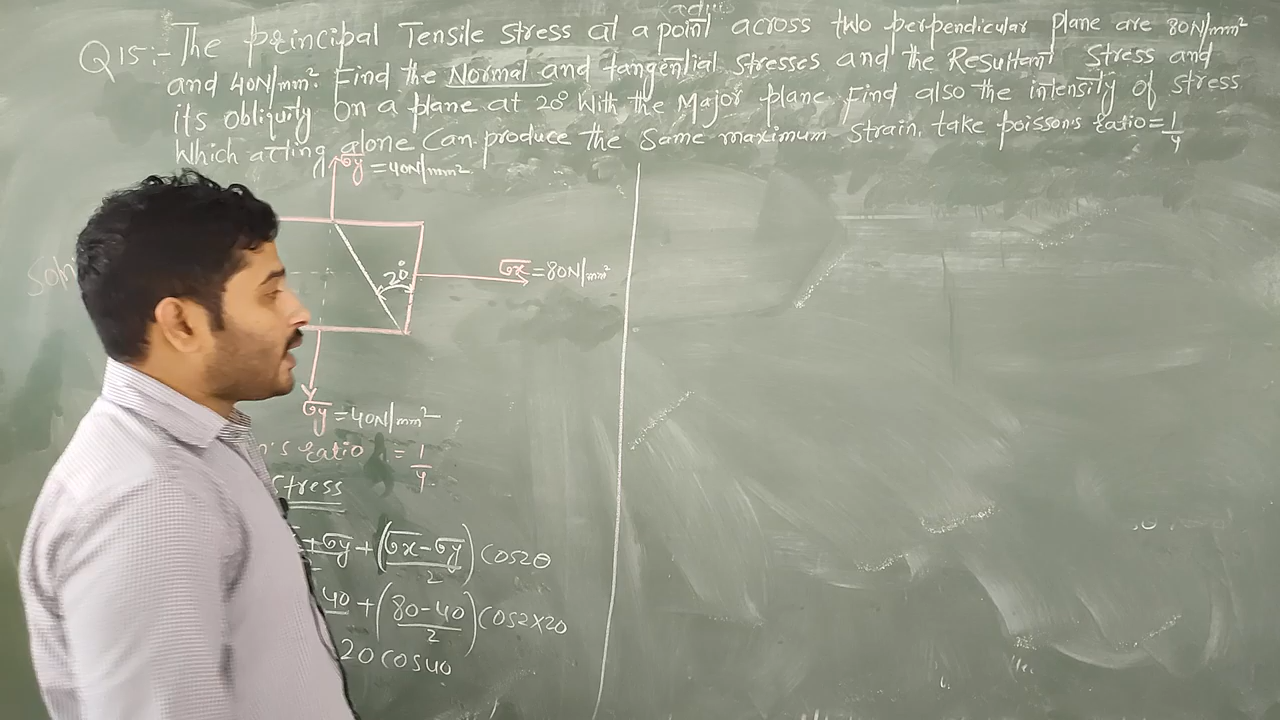 Q15:- The principal Tensile stress at a point across two perpendicular plane are 80N/mm²
and 40N/mm². Find the Normal and tangential stresses and the Resultant Stress and
its obliquity on a plane at 20° With the Major plane. Find also the intensity of stress
Which acting alone Can produce the Same maximum Strain. take poissons ratio = 1/4
σy = 40N/mm²
Soln
20°
σx = 80N/mm²
σy = 40N/mm²
n's ratio = 1/4
Stress
+σy/2 + (σx-σy/2) Cos2θ
40 + (80-40/2) Cos2×20
20 cos40